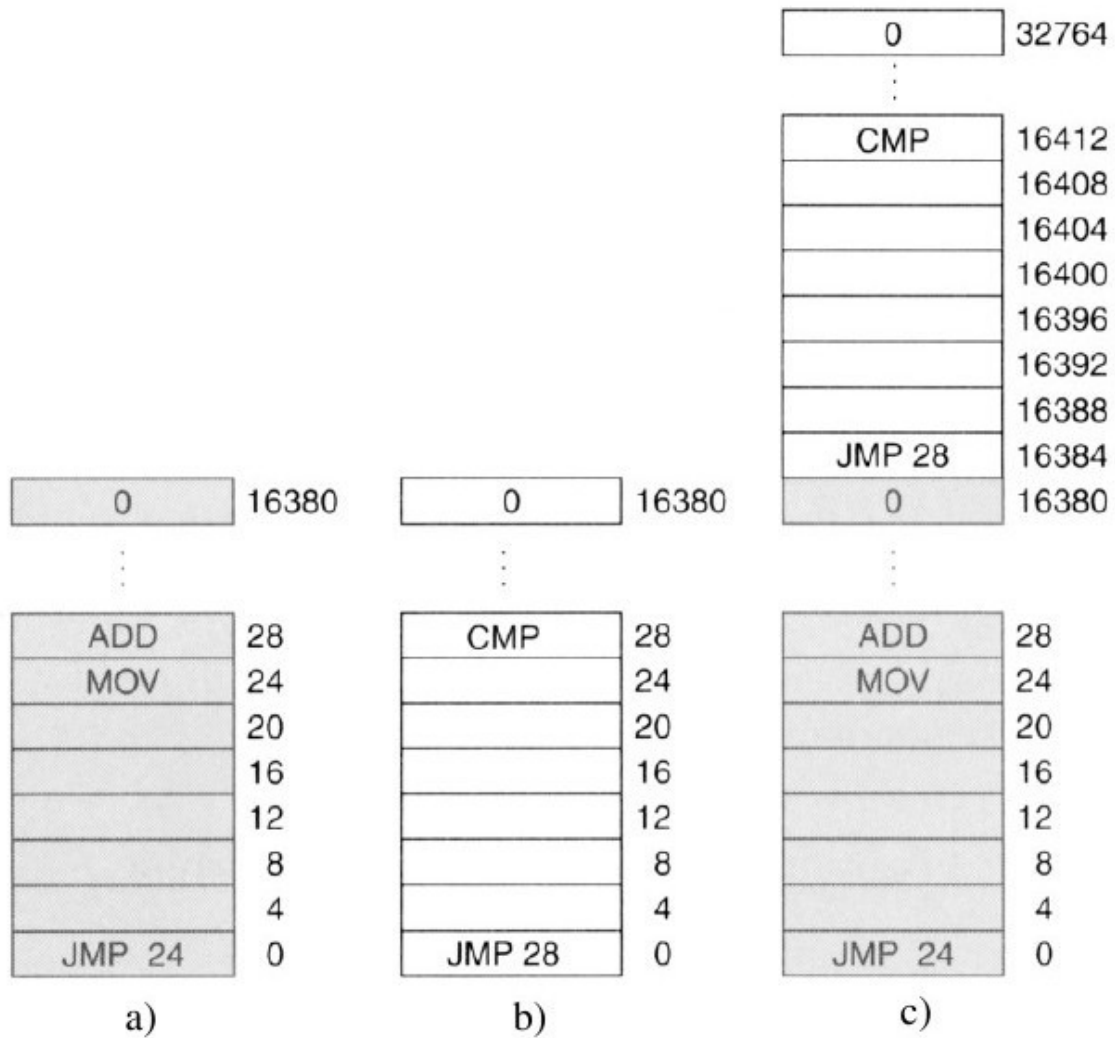 0 32764
CMP 16412
16408
16404
16400
16396
16392
16388
JMP 28 16384
0 16380 0 16380 0 16380
ADD 28 CMP 28 ADD 28
MOV 24 24 MOV 24
20 20 20
16 16 16
12 12 12
8 8 8
4 4 4
JMP 24 0 JMP 28 0 JMP 24 0
a) b) c)